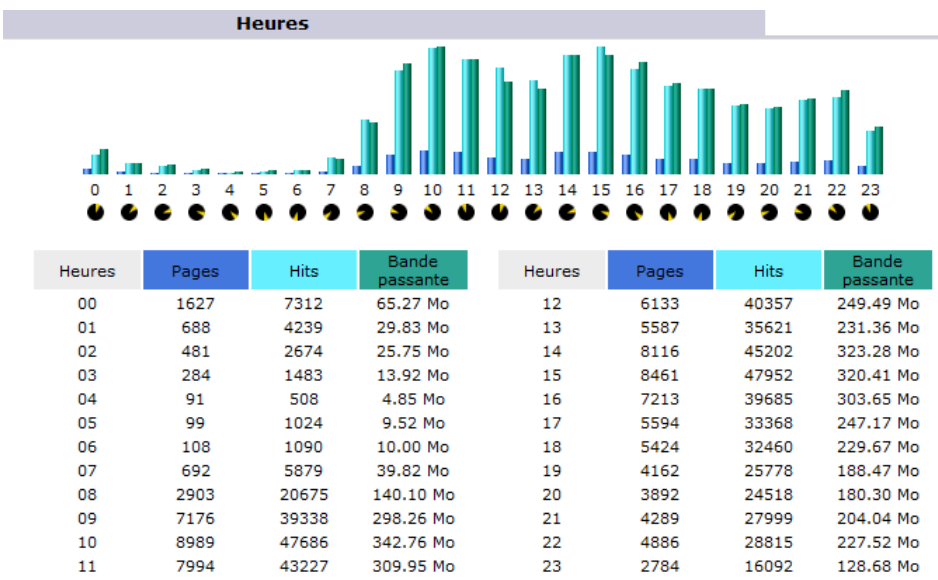 Heures
0 1 2 3 4 5 6 7 8 9 10 11 12 13 14 15 16 17 18 19 20 21 22 23
Heures Pages Hits Bande passante
00 1627 7312 65.27 Mo
01 688 4239 29.83 Mo
02 481 2674 25.75 Mo
03 284 1483 13.92 Mo
04 91 508 4.85 Mo
05 99 1024 9.52 Mo
06 108 1090 10.00 Mo
07 692 5879 39.82 Mo
08 2903 20675 140.10 Mo
09 7176 39338 298.26 Mo
10 8989 47686 342.76 Mo
11 7994 43227 309.95 Mo
Heures Pages Hits Bande passante
12 6133 40357 249.49 Mo
13 5587 35621 231.36 Mo
14 8116 45202 323.28 Mo
15 8461 47952 320.41 Mo
16 7213 39685 303.65 Mo
17 5594 33368 247.17 Mo
18 5424 32460 229.67 Mo
19 4162 25778 188.47 Mo
20 3892 24518 180.30 Mo
21 4289 27999 204.04 Mo
22 4886 28815 227.52 Mo
23 2784 16092 128.68 Mo